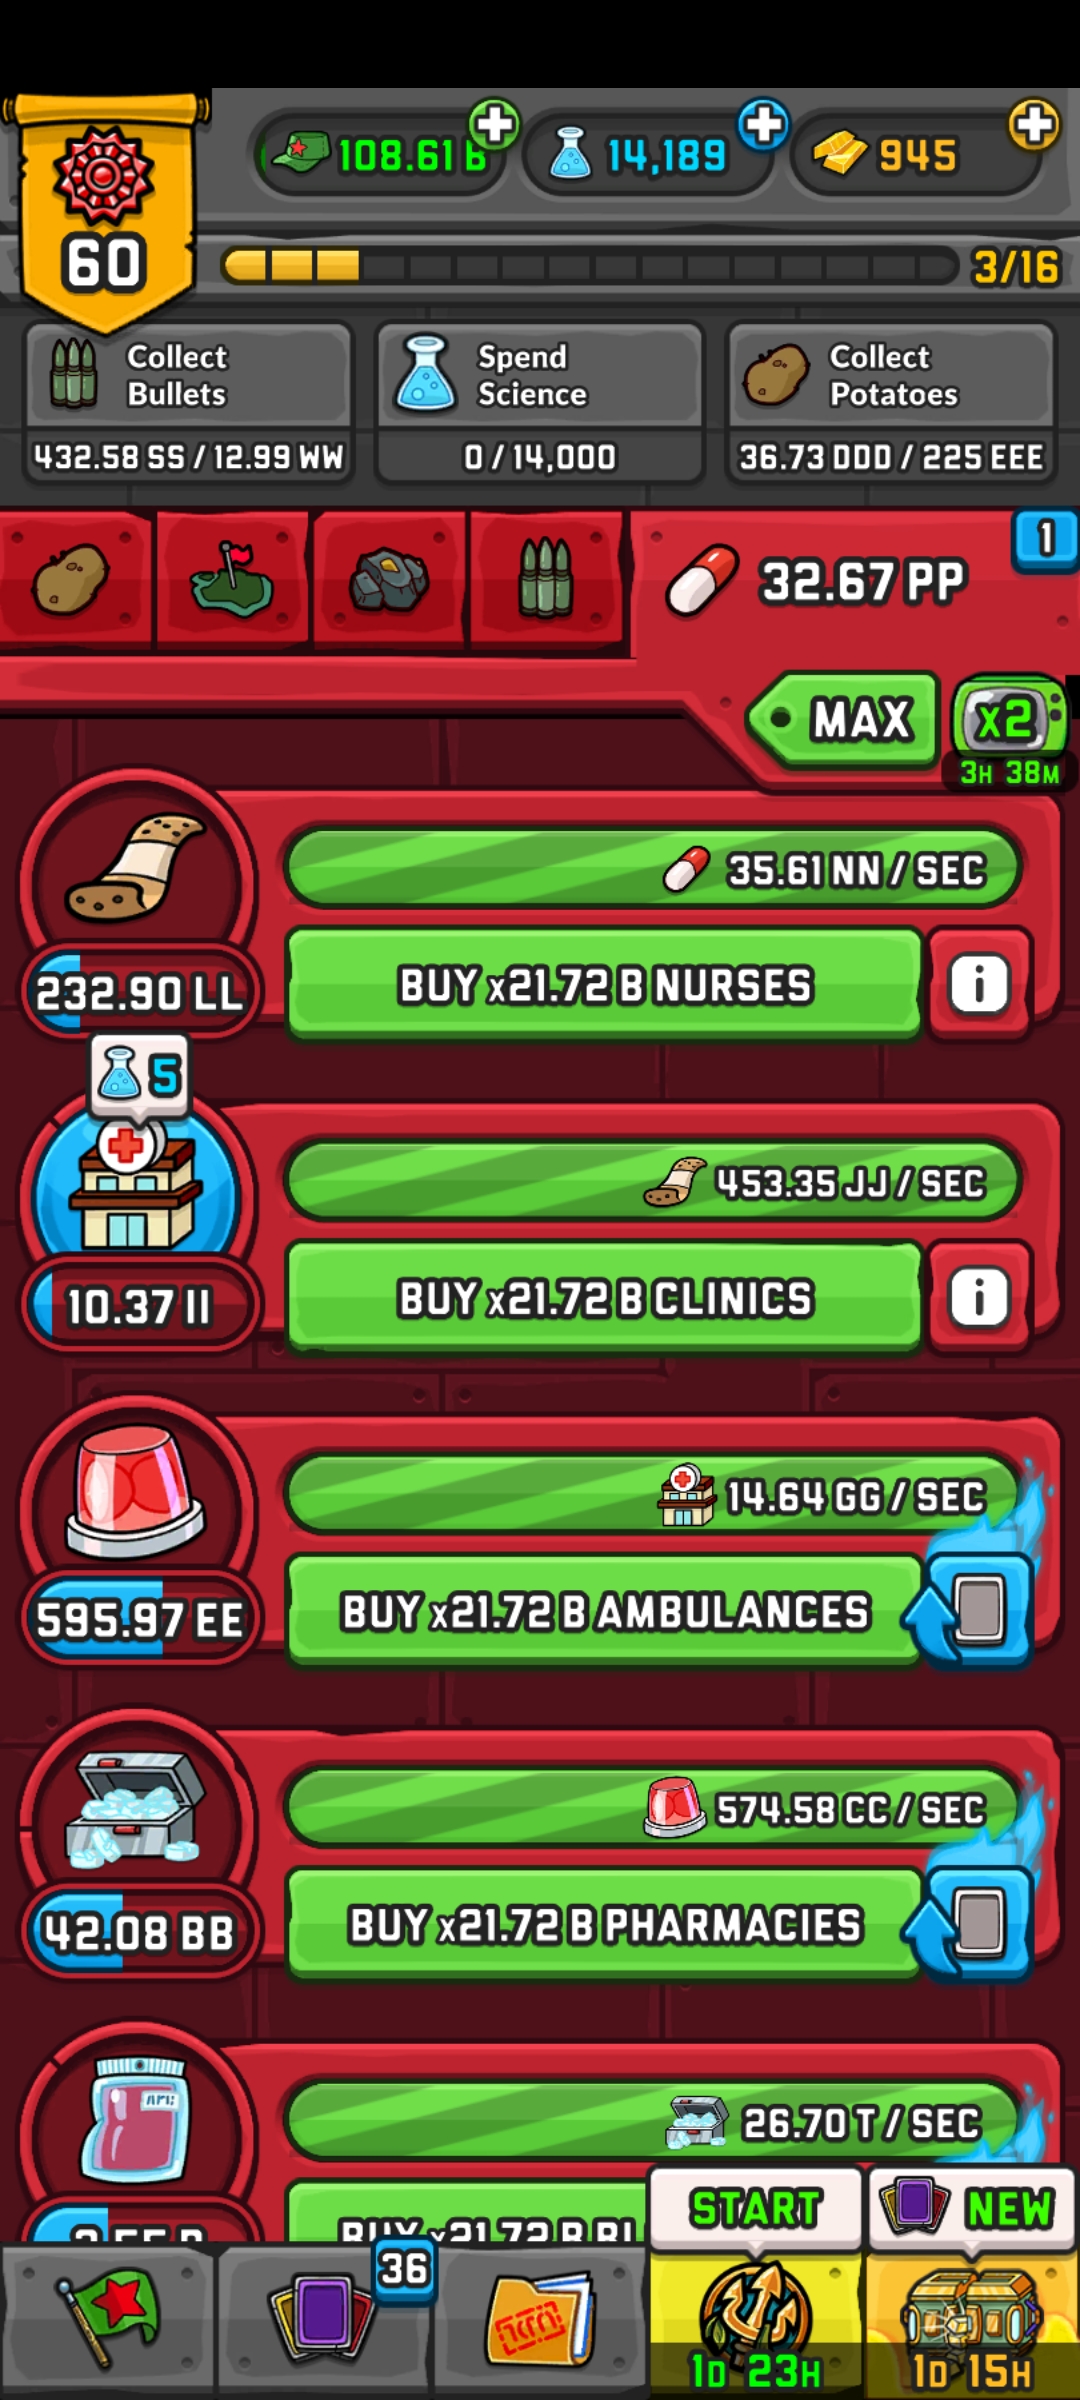 108.61 B
14,189
945
60
3/16
Collect
Bullets
432.58 SS / 12.99 WW
Spend
Science
0 / 14,000
Collect
Potatoes
36.73 DDD / 225 EEE
32.67 PP
1
MAX
x2
3H 38M
35.61 NN / SEC
232.90 LL
BUY x21.72 B NURSES
i
5
453.35 JJ / SEC
10.37 II
BUY x21.72 B CLINICS
i
14.64 GG / SEC
595.97 EE
BUY x21.72 B AMBULANCES
574.58 CC / SEC
42.08 BB
BUY x21.72 B PHARMACIES
26.70 T / SEC
BUY x21.72 B
START
NEW
36
1D 23H
1D 15H